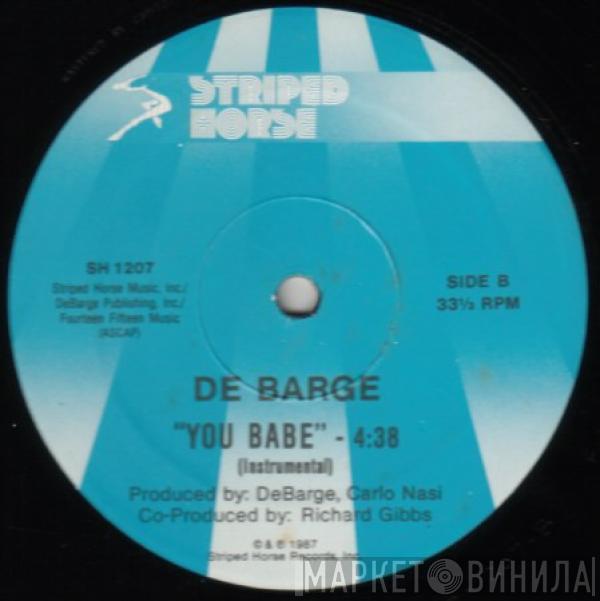 STRIPED
HORSE
SH 1207
Striped Horse Music, Inc./
DeBarge Publishing, Inc./
Fourteen Fifteen Music
(ASCAP)
SIDE B
33⅓ RPM
DE BARGE
"YOU BABE" - 4:38
(Instrumental)
Produced by: DeBarge, Carlo Nasi
Co-Produced by: Richard Gibbs
© & ℗ 1987
Striped Horse Records, Inc.
МАРКЕТ ВИНИЛА